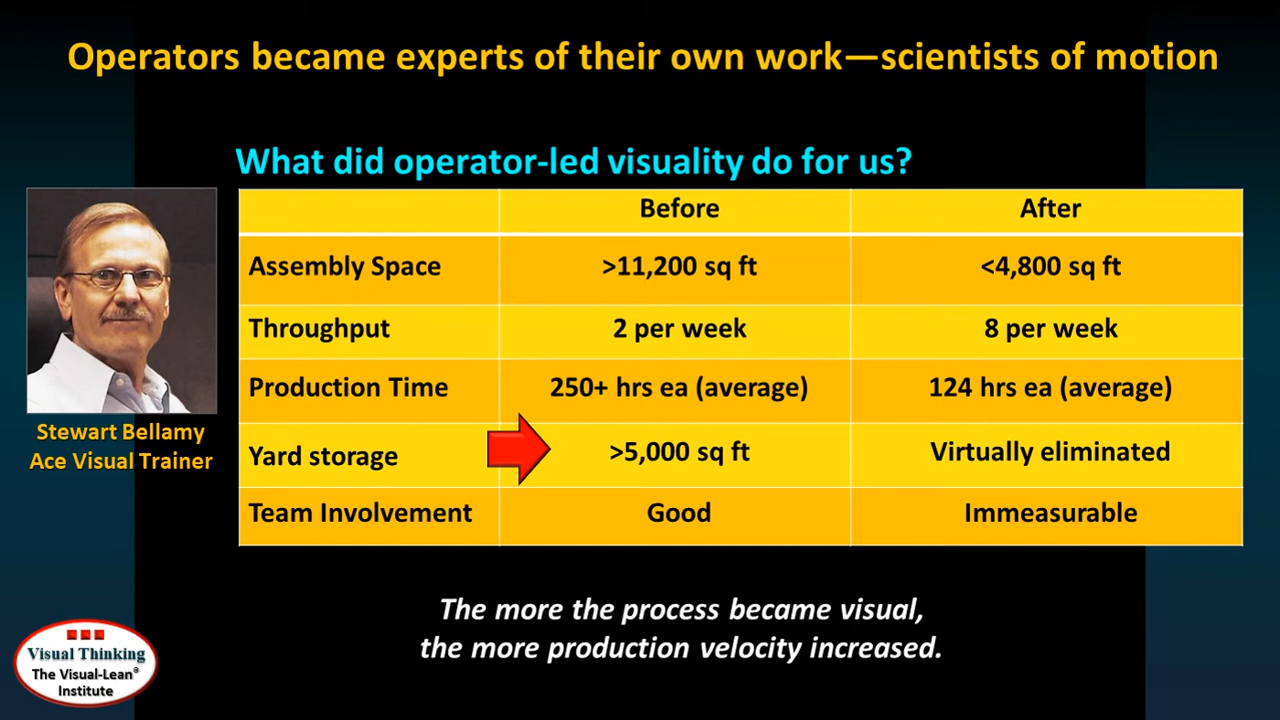 Operators became experts of their own work—scientists of motion
What did operator-led visuality do for us?
Before After
Assembly Space >11,200 sq ft <4,800 sq ft
Throughput 2 per week 8 per week
Production Time 250+ hrs ea (average) 124 hrs ea (average)
Yard storage >5,000 sq ft Virtually eliminated
Team Involvement Good Immeasurable
Stewart Bellamy
Ace Visual Trainer
The more the process became visual,
the more production velocity increased.
Visual Thinking
The Visual-Lean®
Institute